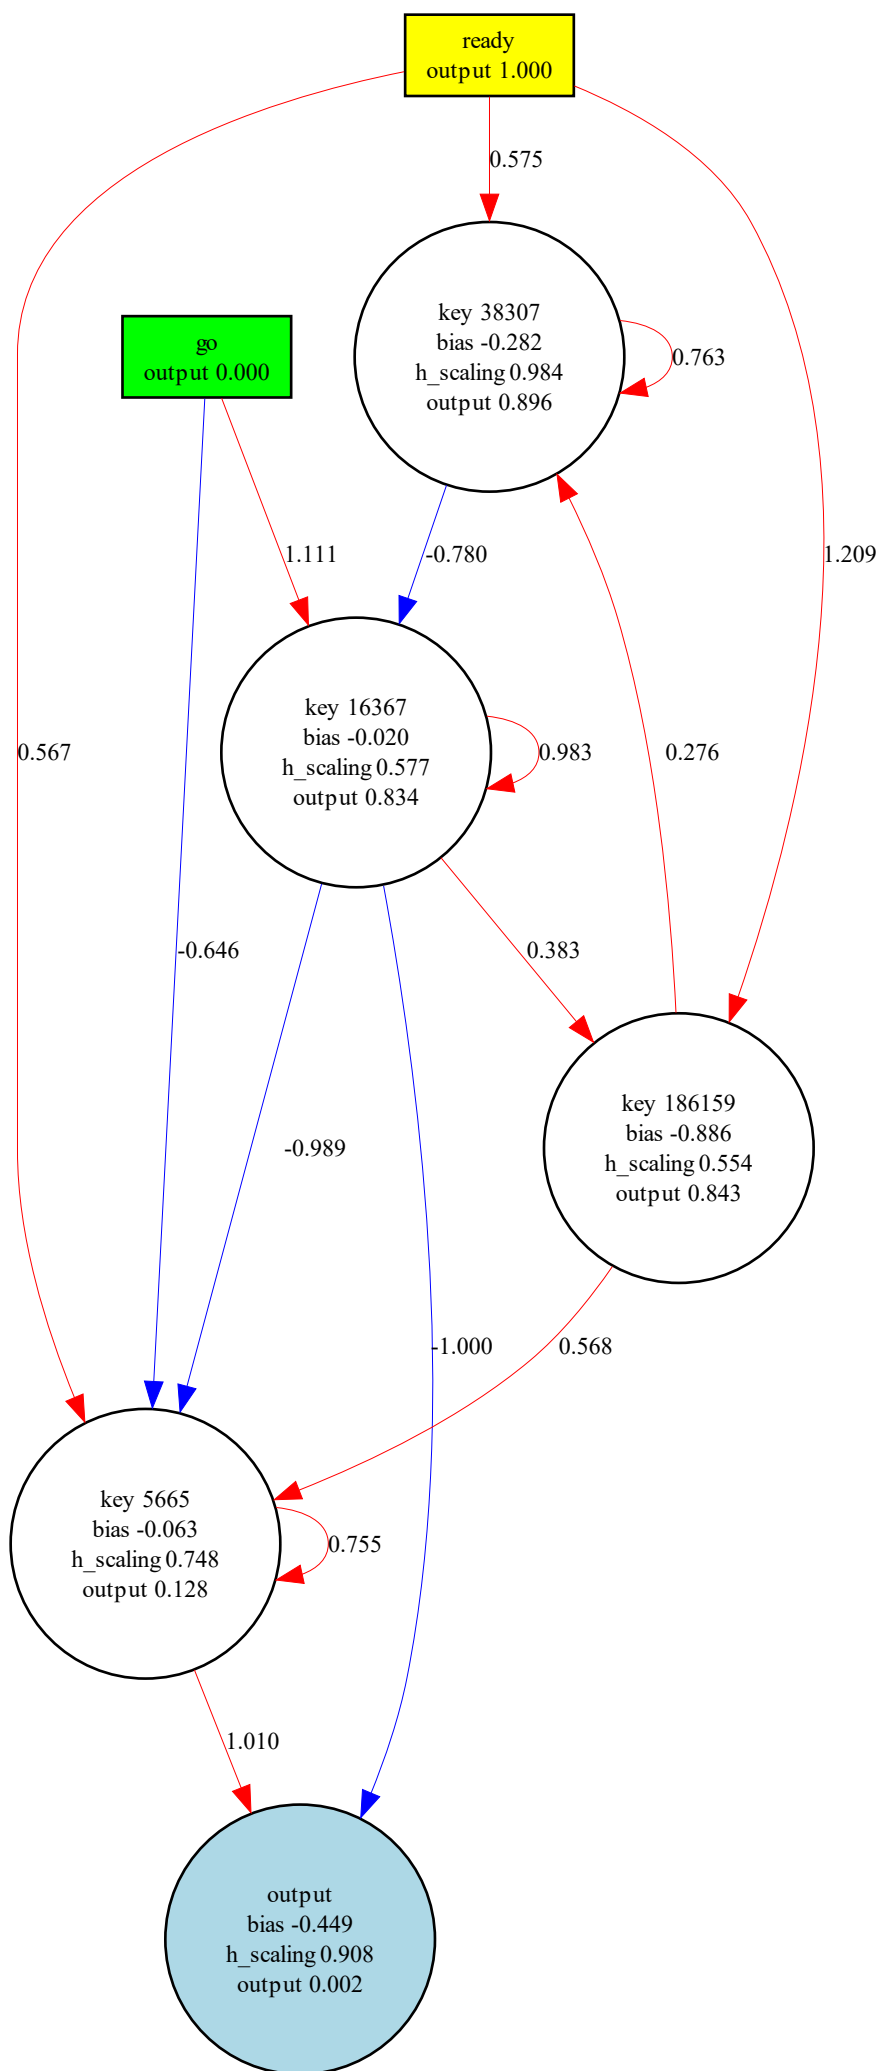 ready
output 1.000
0.575
go
output 0.000
key 38307
bias -0.282
h_scaling 0.984
output 0.896
0.763
1.111
-0.780
1.209
key 16367
bias -0.020
h_scaling 0.577
output 0.834
0.567
0.983
0.276
-0.646
0.383
key 186159
bias -0.886
h_scaling 0.554
output 0.843
-0.989
-1.000
0.568
key 5665
bias -0.063
h_scaling 0.748
output 0.128
0.755
1.010
output
bias -0.449
h_scaling 0.908
output 0.002